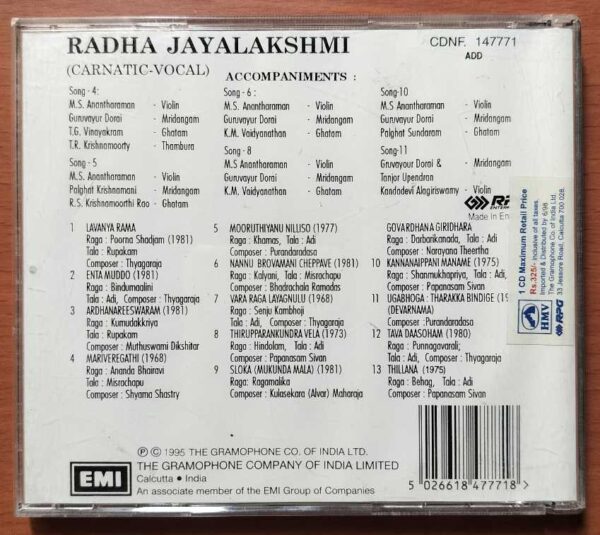 RADHA JAYALAKSHMI
(CARNATIC-VOCAL)
CDNF. 147771
ADD
ACCOMPANIMENTS :
Song-4:
M.S. Anantharaman - Violin
Guruvayur Dorai - Mridangam
T.G. Vinayakram - Ghatam
T.R. Krishnamoorty - Thambura
Song-5
M.S. Anantharaman - Violin
Palghat Krishnamani - Mridangam
R.S. Krishnamoorthi Rao - Ghatam
Song-6 :
M.S. Anantharaman - Violin
Guruvayur Dorai - Mridangam
K.M. Vaidyanathan - Ghatam
Song-8
M.S Anantharaman - Violin
Guruvayur Dorai - Mridangam
K.M. Vaidyanathan - Ghatam
Song-10
M.S Anantharaman - Violin
Guruvayur Dorai - Mridangam
Palghat Sundaram - Ghatam
Song-11
Gruvayour Dorai & - Mridangam
Tanjur Upendran
Kandadevi Alagiriswamy - Violin
Made in En
1 LAVANYA RAMA
Raga : Poorna Shadjam (1981)
Tala : Rupakam
Composer : Thyagaraja
2 ENTA MUDDO (1981)
Raga : Bindumalini
Tala : Adi, Composer : Thyagaraja
3 ARDHANAREESWARAM (1981)
Raga : Kumudakkriya
Tala : Rupakam
Composer : Muthuswami Dikshitar
4 MARIVEREGATHI (1968)
Raga : Ananda Bhairavi
Tala : Misrachapu
Composer : Shyama Shastry
5 MOORUTHIYANU NILLISO (1977)
Raga : Khamas, Tala : Adi
Composer : Purandaradasa
6 NANNU BROVAMANI CHEPPAVE (1981)
Raga : Kalyani, Tala : Misrachapu
Composer : Bhadrachala Ramadas
7 VARA RAGA LAYAGNULU (1968)
Raga : Senju Kambhoji
Tala : Adi, Composer : Thyagaraja
8 THIRUPPARANKUNDRA VELA (1973)
Raga : Hindolam, Tala : Adi
Composer : Papanasam Sivan
9 SLOKA (MUKUNDA MALA) (1981)
Raga : Ragamalika
Composer : Kulasekara (Alvar) Maharaja
GOVARDHANA GIRIDHARA
Raga : Darbarikanada, Tala : Adi
Composer : Narayana Theertha
10 KANNANAIPPANI MANAME (1975)
Raga : Shanmukhapriya, Tala : Adi
Composer : Papanasam Sivan
11 UGABHOGA : THARAKKA BINDIGE (19
(DEVARNAMA)
Composer : Purandaradasa
12 TAVA DAASOHAM (1980)
Raga : Punnagavarali;
Tala : Adi, Composer : Thyagaraja
13 THILLANA (1975)
Raga : Behag, Tala : Adi
Composer : Papanasam Sivan
1 CD Maximum Retail Price
Rs.325/- Inclusive of all taxes.
Imported & Distributed by 6/98
The Gramophone Co. of India Ltd.
33 Jessore Road, Calcutta 700 028.
HMV
RPG
Ⓟ © 1995 THE GRAMOPHONE CO. OF INDIA LTD.
THE GRAMOPHONE COMPANY OF INDIA LIMITED
Calcutta • India
An associate member of the EMI Group of Companies
EMI
5 026618 477718 >